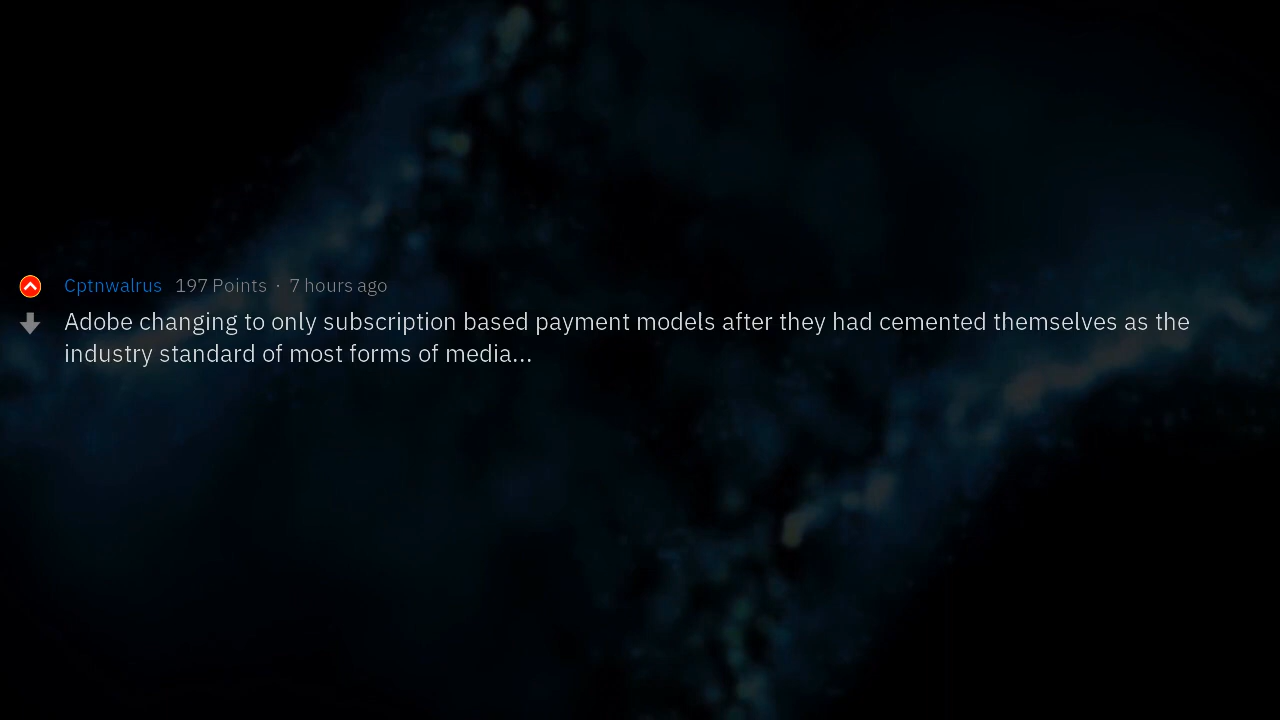 Cptnwalrus 197 Points · 7 hours ago
Adobe changing to only subscription based payment models after they had cemented themselves as the
industry standard of most forms of media...